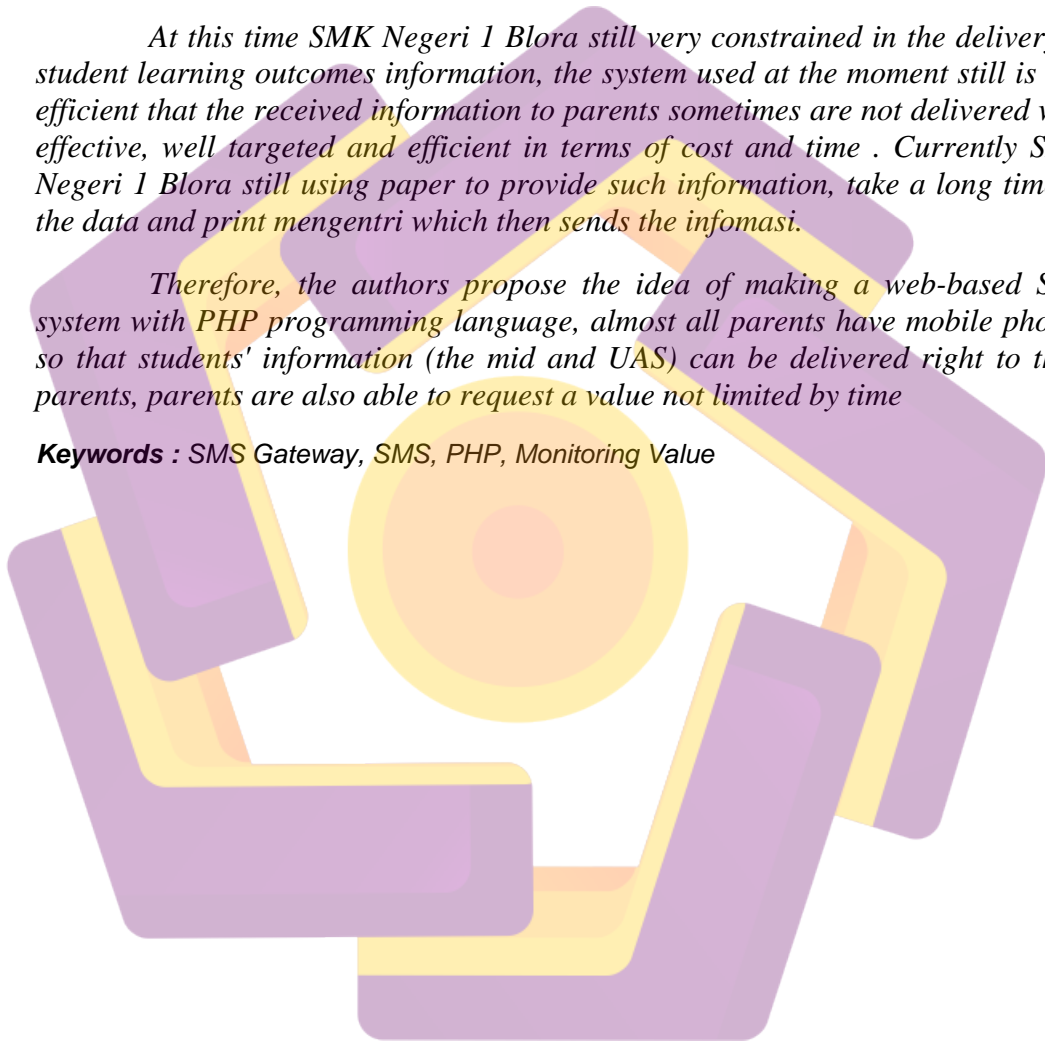 At this time SMK Negeri 1 Blora still very constrained in the delivery
student learning outcomes information, the system used at the moment still is
efficient that the received information to parents sometimes are not delivered
effective, well targeted and efficient in terms of cost and time . Currently
Negeri 1 Blora still using paper to provide such information, take a long time
the data and print mengentri which then sends the infomasi.
Therefore, the authors propose the idea of making a web-based
system with PHP programming language, almost all parents have mobile
so that students' information (the mid and UAS) can be delivered right to
parents, parents are also able to request a value not limited by time
Keywords : SMS Gateway, SMS, PHP, Monitoring Value